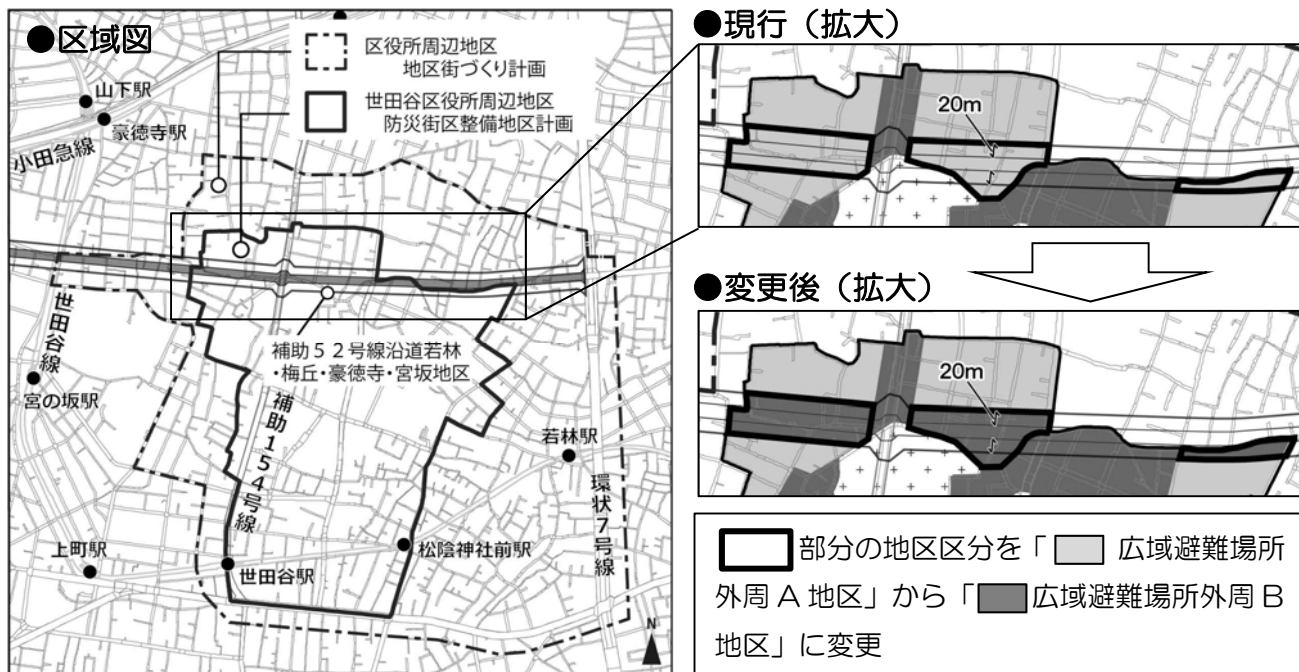 ●区域図
区役所周辺地区
地区街づくり計画
世田谷区役所周辺地区
防災街区整備地区計画
山下駅
豪徳寺駅
小田急線
世田谷線
宮の坂駅
補助52号線沿道若林
・梅丘・豪徳寺・宮坂地区
補助154号線
若林駅
環状7号線
上町駅
世田谷駅
松陰神社前駅
N
●現行（拡大）
20m
●変更後（拡大）
20m
部分の地区区分を「 広域避難場所
外周A地区」から「 広域避難場所外周B
地区」に変更